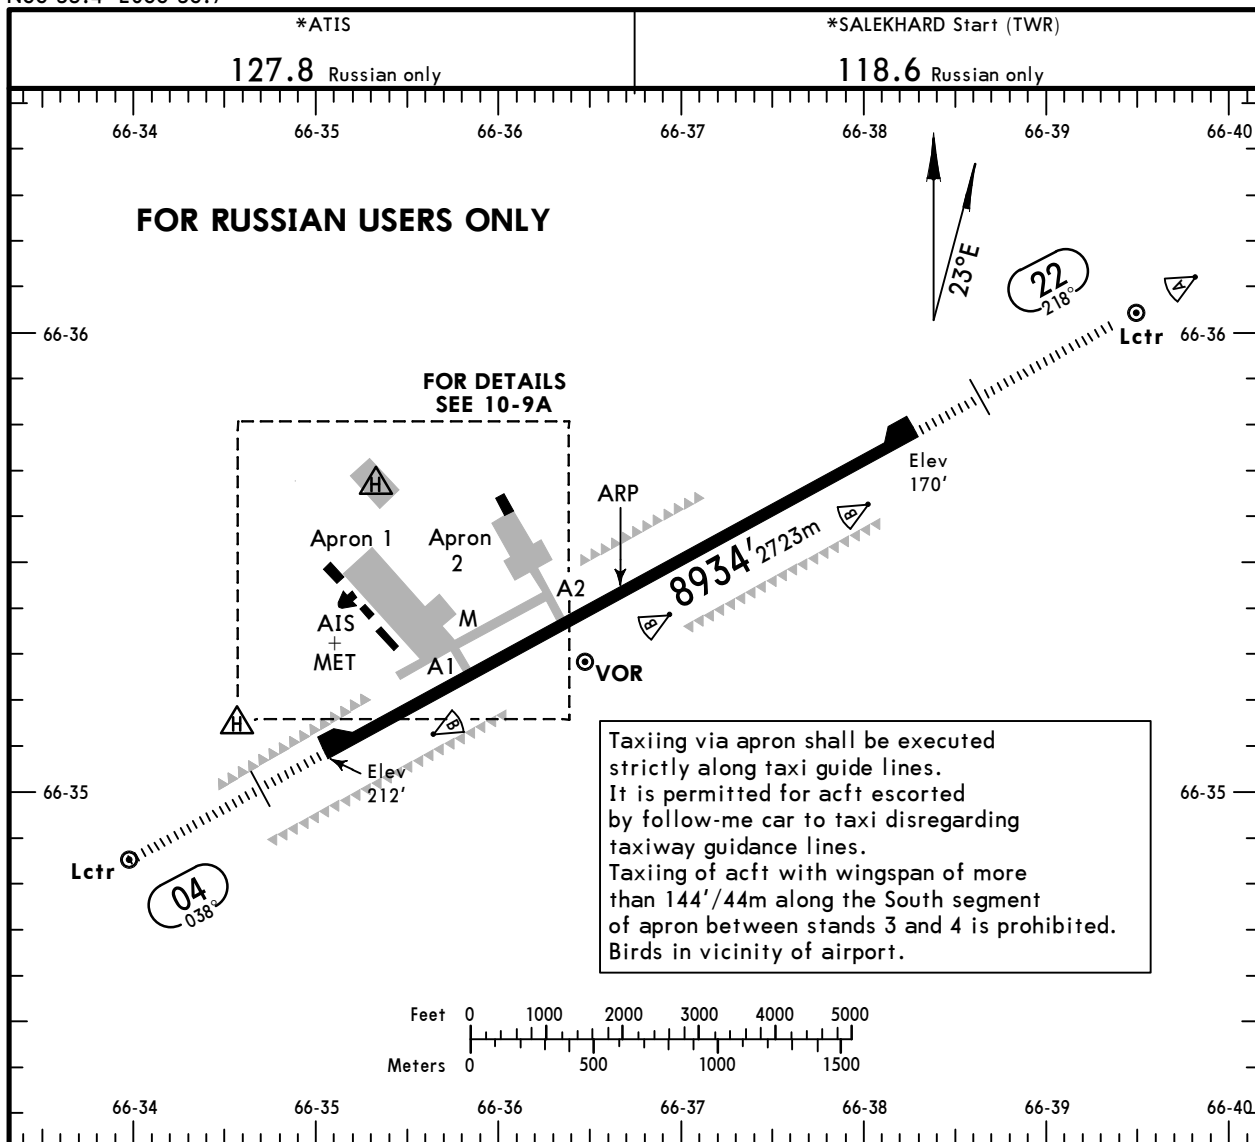 *ATIS
127.8 Russian only
*SALEKHARD Start (TWR)
118.6 Russian only
66-34 66-35 66-36 66-37 66-38 66-39 66-40
FOR RUSSIAN USERS ONLY
23°E
22
218°
A
Lctr
66-36
66-36
FOR DETAILS
SEE 10-9A
H
Elev
170'
ARP
B
8934' 2723m
Apron 1
Apron
2
A2
AIS
+
MET
M
B
A1
VOR
H
B
Elev
212'
66-35
66-35
Taxiing via apron shall be executed
strictly along taxi guide lines.
It is permitted for acft escorted
by follow-me car to taxi disregarding
taxiway guidance lines.
Taxiing of acft with wingspan of more
than 144'/44m along the South segment
of apron between stands 3 and 4 is prohibited.
Birds in vicinity of airport.
Lctr
04
038°
Feet 0 1000 2000 3000 4000 5000
Meters 0 500 1000 1500
66-34 66-35 66-36 66-37 66-38 66-39 66-40